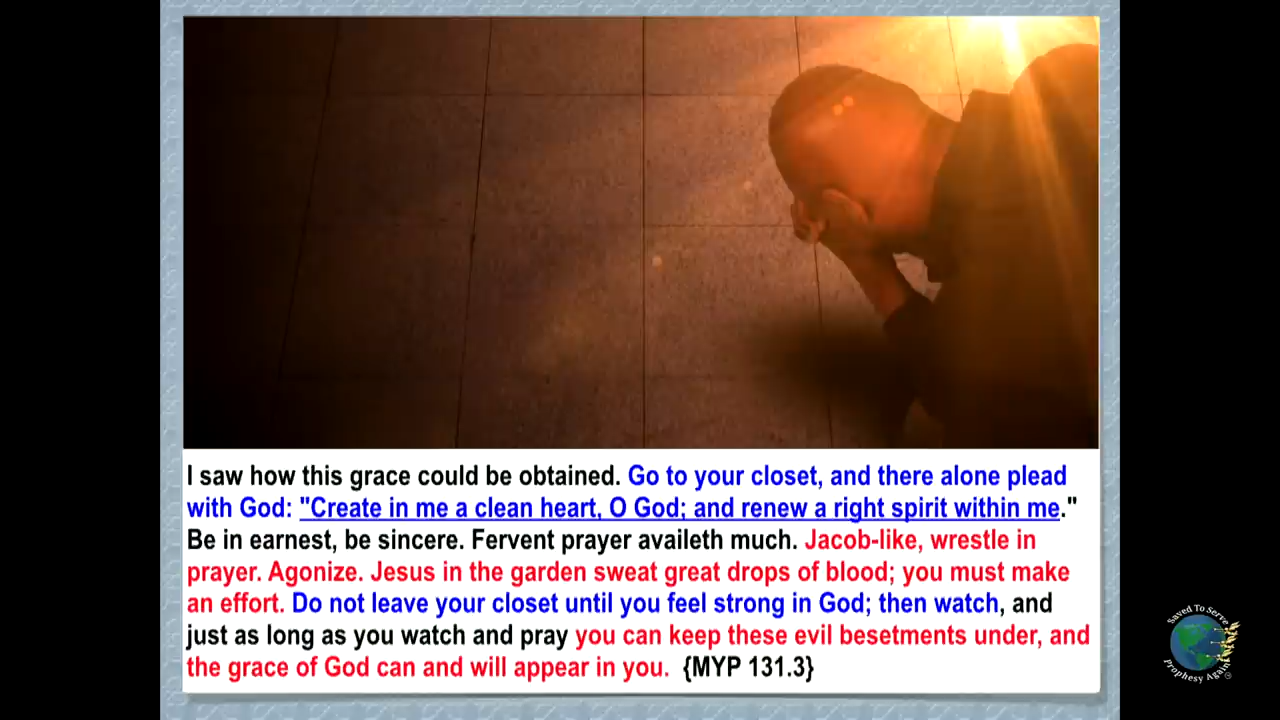 I saw how this grace could be obtained. Go to your closet, and there alone plead
with God: "Create in me a clean heart, O God; and renew a right spirit within me."
Be in earnest, be sincere. Fervent prayer availeth much. Jacob-like, wrestle in
prayer. Agonize. Jesus in the garden sweat great drops of blood; you must make
an effort. Do not leave your closet until you feel strong in God; then watch, and
just as long as you watch and pray you can keep these evil besetments under, and
the grace of God can and will appear in you. {MYP 131.3}
Saved To Serve
Prophesy Again